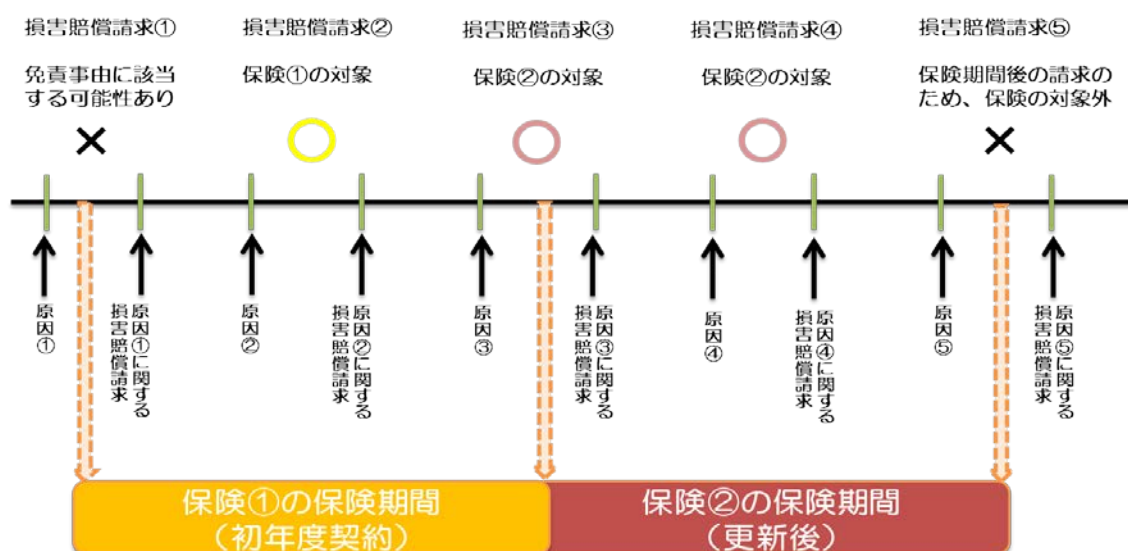 損害賠償請求①
免責事由に該当
する可能性あり
損害賠償請求②
保険①の対象
損害賠償請求③
保険②の対象
損害賠償請求④
保険②の対象
損害賠償請求⑤
保険期間後の請求の
ため、保険の対象外
原因①
原因①に関する
損害賠償請求
原因②
原因②に関する
損害賠償請求
原因③
原因③に関する
損害賠償請求
原因④
原因④に関する
損害賠償請求
原因⑤
原因⑤に関する
損害賠償請求
保険①の保険期間
（初年度契約）
保険②の保険期間
（更新後）